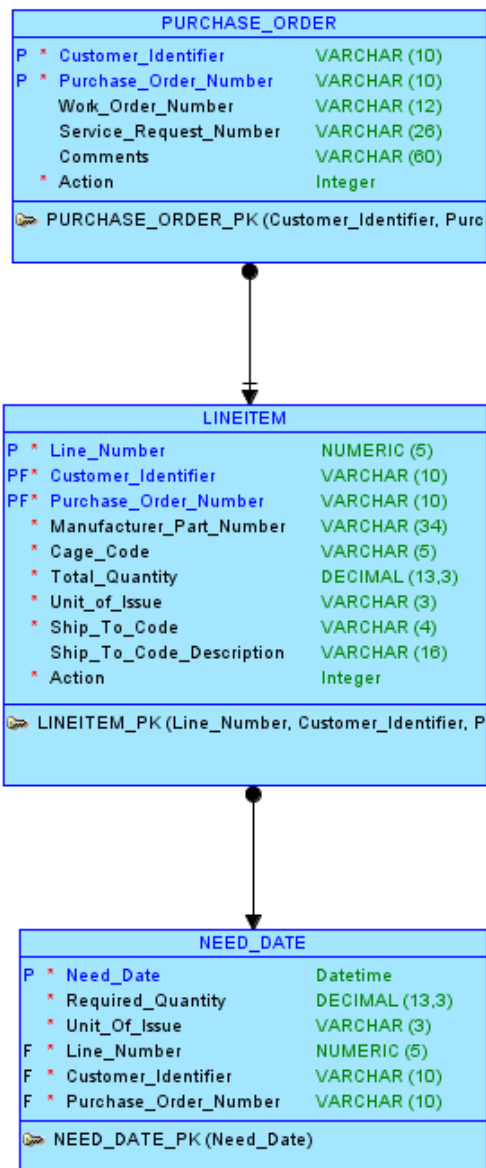 PURCHASE_ORDER
P * Customer_Identifier VARCHAR (10)
P * Purchase_Order_Number VARCHAR (10)
Work_Order_Number VARCHAR (12)
Service_Request_Number VARCHAR (26)
Comments VARCHAR (60)
* Action Integer
PURCHASE_ORDER_PK (Customer_Identifier, Purc
LINEITEM
P * Line_Number NUMERIC (5)
PF* Customer_Identifier VARCHAR (10)
PF* Purchase_Order_Number VARCHAR (10)
* Manufacturer_Part_Number VARCHAR (34)
* Cage_Code VARCHAR (5)
* Total_Quantity DECIMAL (13,3)
* Unit_of_Issue VARCHAR (3)
* Ship_To_Code VARCHAR (4)
Ship_To_Code_Description VARCHAR (16)
* Action Integer
LINEITEM_PK (Line_Number, Customer_Identifier, P
NEED_DATE
P * Need_Date Datetime
* Required_Quantity DECIMAL (13,3)
* Unit_Of_Issue VARCHAR (3)
F * Line_Number NUMERIC (5)
F * Customer_Identifier VARCHAR (10)
F * Purchase_Order_Number VARCHAR (10)
NEED_DATE_PK (Need_Date)